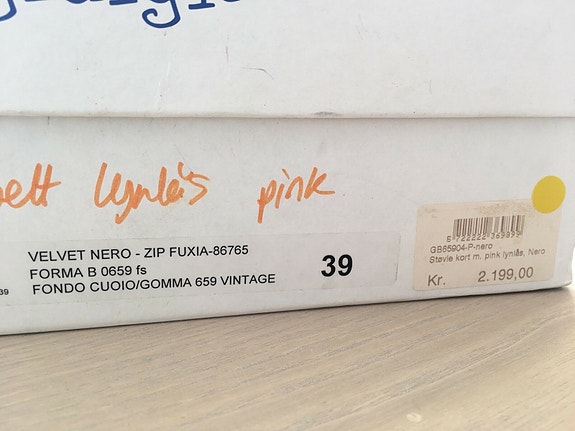 lynlås pink
VELVET NERO - ZIP FUXIA-86765
FORMA B 0659 fs
FONDO CUOIO/GOMMA 659 VINTAGE
39
39
GB65904-P-nero
Støvle kort m. pink lynlås, Nero
Kr. 2.199,00